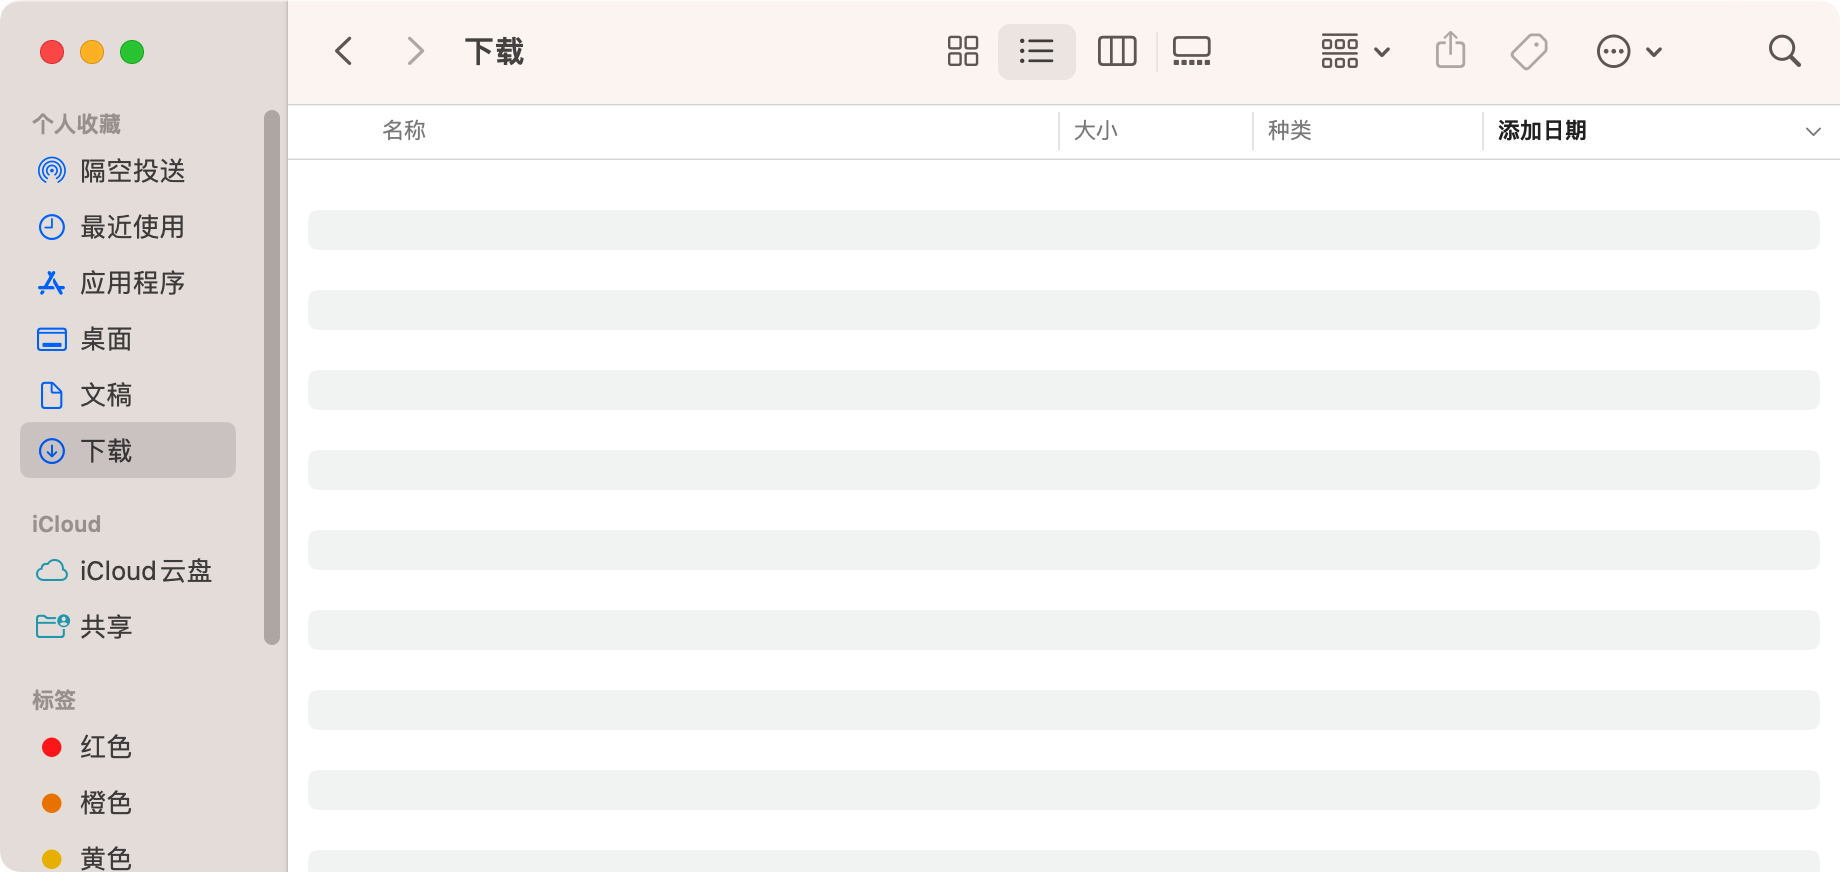 下载
名称 大小 种类 添加日期
个人收藏
隔空投送
最近使用
应用程序
桌面
文稿
下载
iCloud
iCloud云盘
共享
标签
红色
橙色
黄色